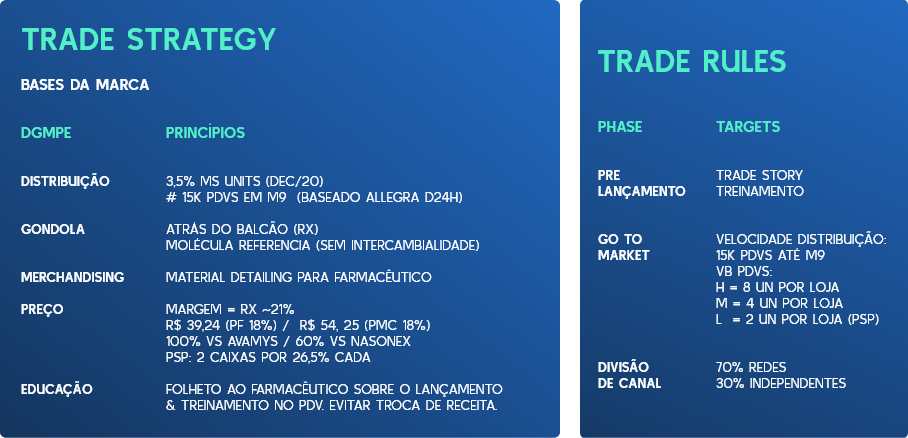 TRADE STRATEGY
BASES DA MARCA
DGMPE PRINCÍPIOS
DISTRIBUIÇÃO 3,5% MS UNITS (DEC/20)
# 15K PDVS EM M9 (BASEADO ALLEGRA D24H)
GONDOLA ATRÁS DO BALCÃO (RX)
MOLÉCULA REFERENCIA (SEM INTERCAMBIALIDADE)
MERCHANDISING MATERIAL DETAILING PARA FARMACÊUTICO
PREÇO MARGEM = RX ~21%
R$ 39,24 (PF 18%) / R$ 54, 25 (PMC 18%)
100% VS AVAMYS / 60% VS NASONEX
PSP: 2 CAIXAS POR 26,5% CADA
EDUCAÇÃO FOLHETO AO FARMACÊUTICO SOBRE O LANÇAMENTO
& TREINAMENTO NO PDV. EVITAR TROCA DE RECEITA.
TRADE RULES
PHASE TARGETS
PRE TRADE STORY
LANÇAMENTO TREINAMENTO
GO TO VELOCIDADE DISTRIBUIÇÃO:
MARKET 15K PDVS ATÉ M9
VB PDVS:
H = 8 UN POR LOJA
M = 4 UN POR LOJA
L = 2 UN POR LOJA (PSP)
DIVISÃO 70% REDES
DE CANAL 30% INDEPENDENTES